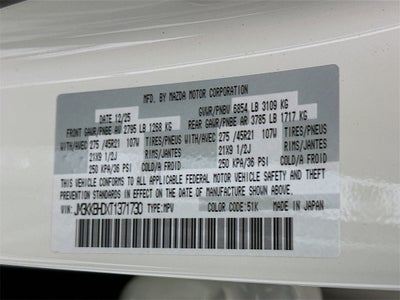 MFD. BY MAZDA MOTOR CORPORATION
DATE 12/25 GVWR/PNBV 6854 LB 3109 KG
FRONT GAWR/PNBE AV 2795 LB 1268 KG REAR GAWR/PNBE AR 3785 LB 1717 KG
WITH/AVEC 275 /45R21 107W TIRES/PNEUS WITH/AVEC 275 /45R21 107W TIRES/PNEUS
21X9 1/2J RIMS/JANTES 21X9 1/2J RIMS/JANTES
250 KPA/36 PSI COLD/FROID 250 KPA/36 PSI COLD/FROID
THIS VEHICLE CONFORMS TO ALL APPLICABLE FEDERAL MOTOR VEHICLE SAFETY AND THEFT
PREVENTION STANDARDS IN EFFECT ON THE DATE OF MANUFACTURE SHOWN ABOVE.
VIN: JM3KKBHDXT1371730 TYPE:MPV COLOR 51K MADE IN JAPAN